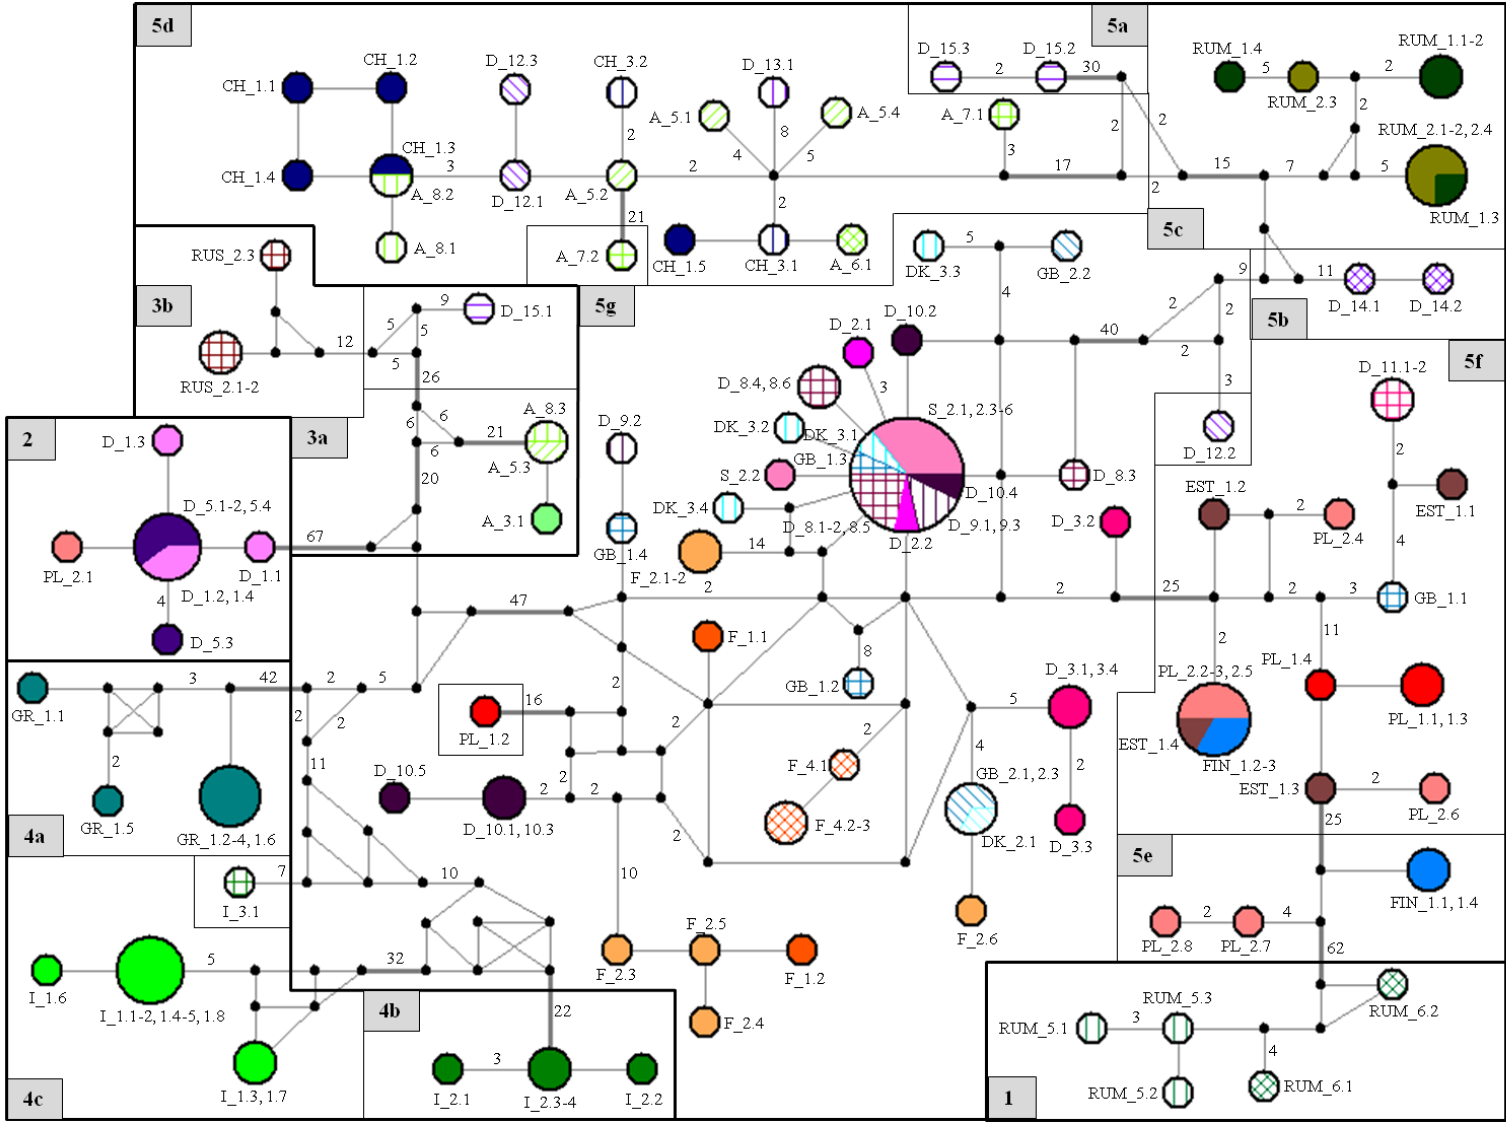 5d
5a
D_15.3
D_15.2
RUM_1.4
RUM_1.1-2
CH_1.1
CH_1.2
D_12.3
CH_3.2
D_13.1
2
30
5
2
RUM_2.3
A_5.1
A_5.4
A_7.1
2
8
2
2
2
RUM_2.1-2, 2.4
CH_1.3
4
5
3
CH_1.4
3
2
17
15
7
5
A_8.2
D_12.1
A_5.2
2
2
21
RUM_1.3
A_8.1
A_7.2
CH_1.5
CH_3.1
A_6.1
5c
RUS_2.3
DK_3.3
5
GB_2.2
9
11
3b
9
D_15.1
5g
4
2
2
D_14.1
D_14.2
5
5
D_10.2
D_2.1
40
5b
12
5
2
RUS_2.1-2
26
D_8.4, 8.6
3
3
D_11.1-2
5f
A_8.3
S_2.1, 2.3-6
6
6
D_9.2
DK_3.2
DK_3.1
2
D_1.3
3a
21
GB_1.3
D_12.2
6
A_5.3
S_2.2
D_8.3
20
D_10.4
EST_1.2
D_5.1-2, 5.4
DK_3.4
D_8.1-2, 8.5
D_9.1, 9.3
D_3.2
2
EST_1.1
A_3.1
D_2.2
PL_2.4
67
14
4
PL_2.1
D_1.1
GB_1.4
F_2.1-2
2
2
25
2
3
GB_1.1
D_1.2, 1.4
4
47
11
D_5.3
F_1.1
2
8
PL_2.2-3, 2.5
PL_1.4
3
42
2
5
2
GB_1.2
D_3.1, 3.4
GR_1.1
16
5
2
2
2
2
PL_1.1, 1.3
PL_1.2
4
EST_1.4
2
11
F_4.1
2
FIN_1.2-3
D_10.5
2
GB_2.1, 2.3
EST_1.3
2
2
2
GR_1.5
D_10.1, 10.3
F_4.2-3
PL_2.6
4a
GR_1.2-4, 1.6
2
DK_2.1
D_3.3
25
5e
7
10
10
I_3.1
FIN_1.1, 1.4
F_2.5
2
4
F_2.6
PL_2.8
PL_2.7
62
5
32
F_2.3
F_1.2
I_1.6
I_1.1-2, 1.4-5, 1.8
RUM_5.3
4b
22
RUM_6.2
F_2.4
RUM_5.1
3
3
4
4c
I_1.3, 1.7
I_2.1
I_2.3-4
I_2.2
1
RUM_5.2
RUM_6.1